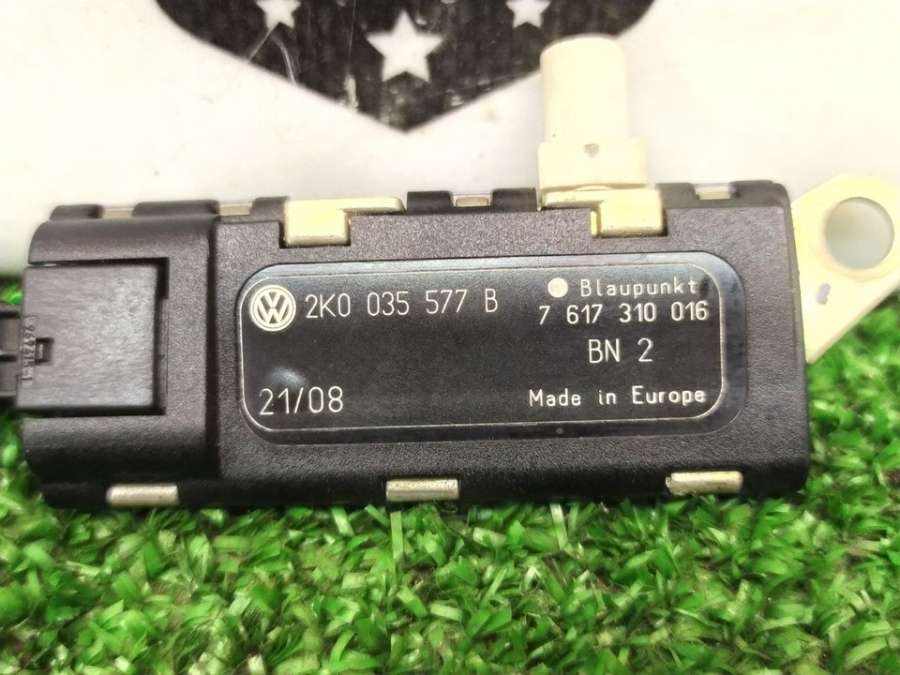 2K0 035 577 B
Blaupunkt
7 617 310 016
BN 2
21/08
Made in Europe